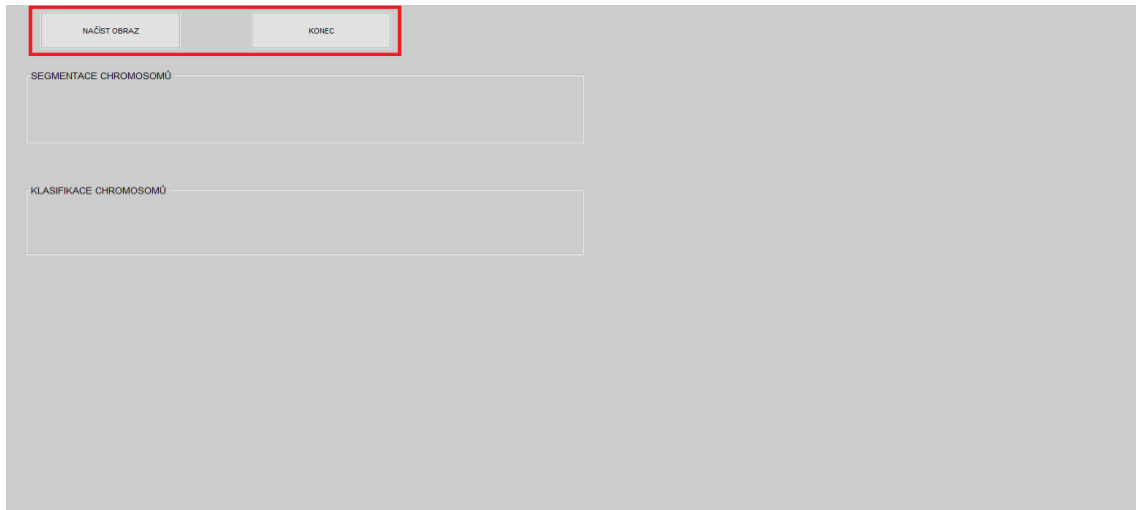 NAČÍST OBRAZ KONEC
SEGMENTACE CHROMOSOMŮ
KLASIFIKACE CHROMOSOMŮ